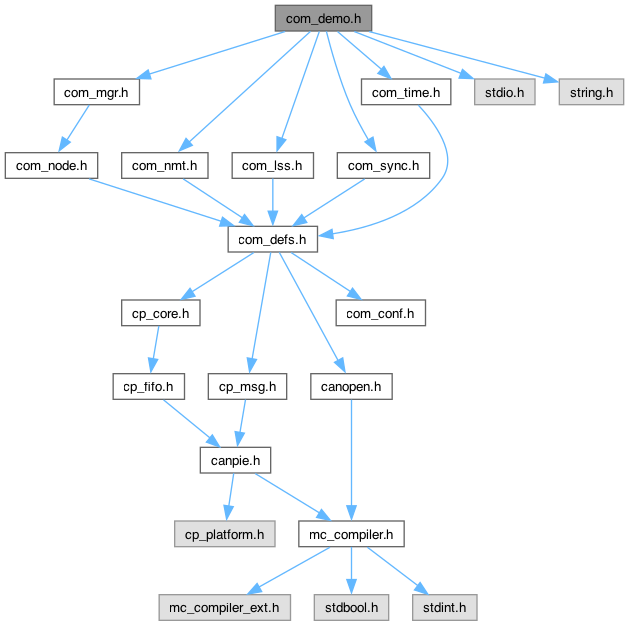 com_demo.h
com_mgr.h
com_time.h
stdio.h
string.h
com_node.h
com_nmt.h
com_lss.h
com_sync.h
com_defs.h
cp_core.h
com_conf.h
cp_fifo.h
cp_msg.h
canopen.h
canpie.h
cp_platform.h
mc_compiler.h
mc_compiler_ext.h
stdbool.h
stdint.h